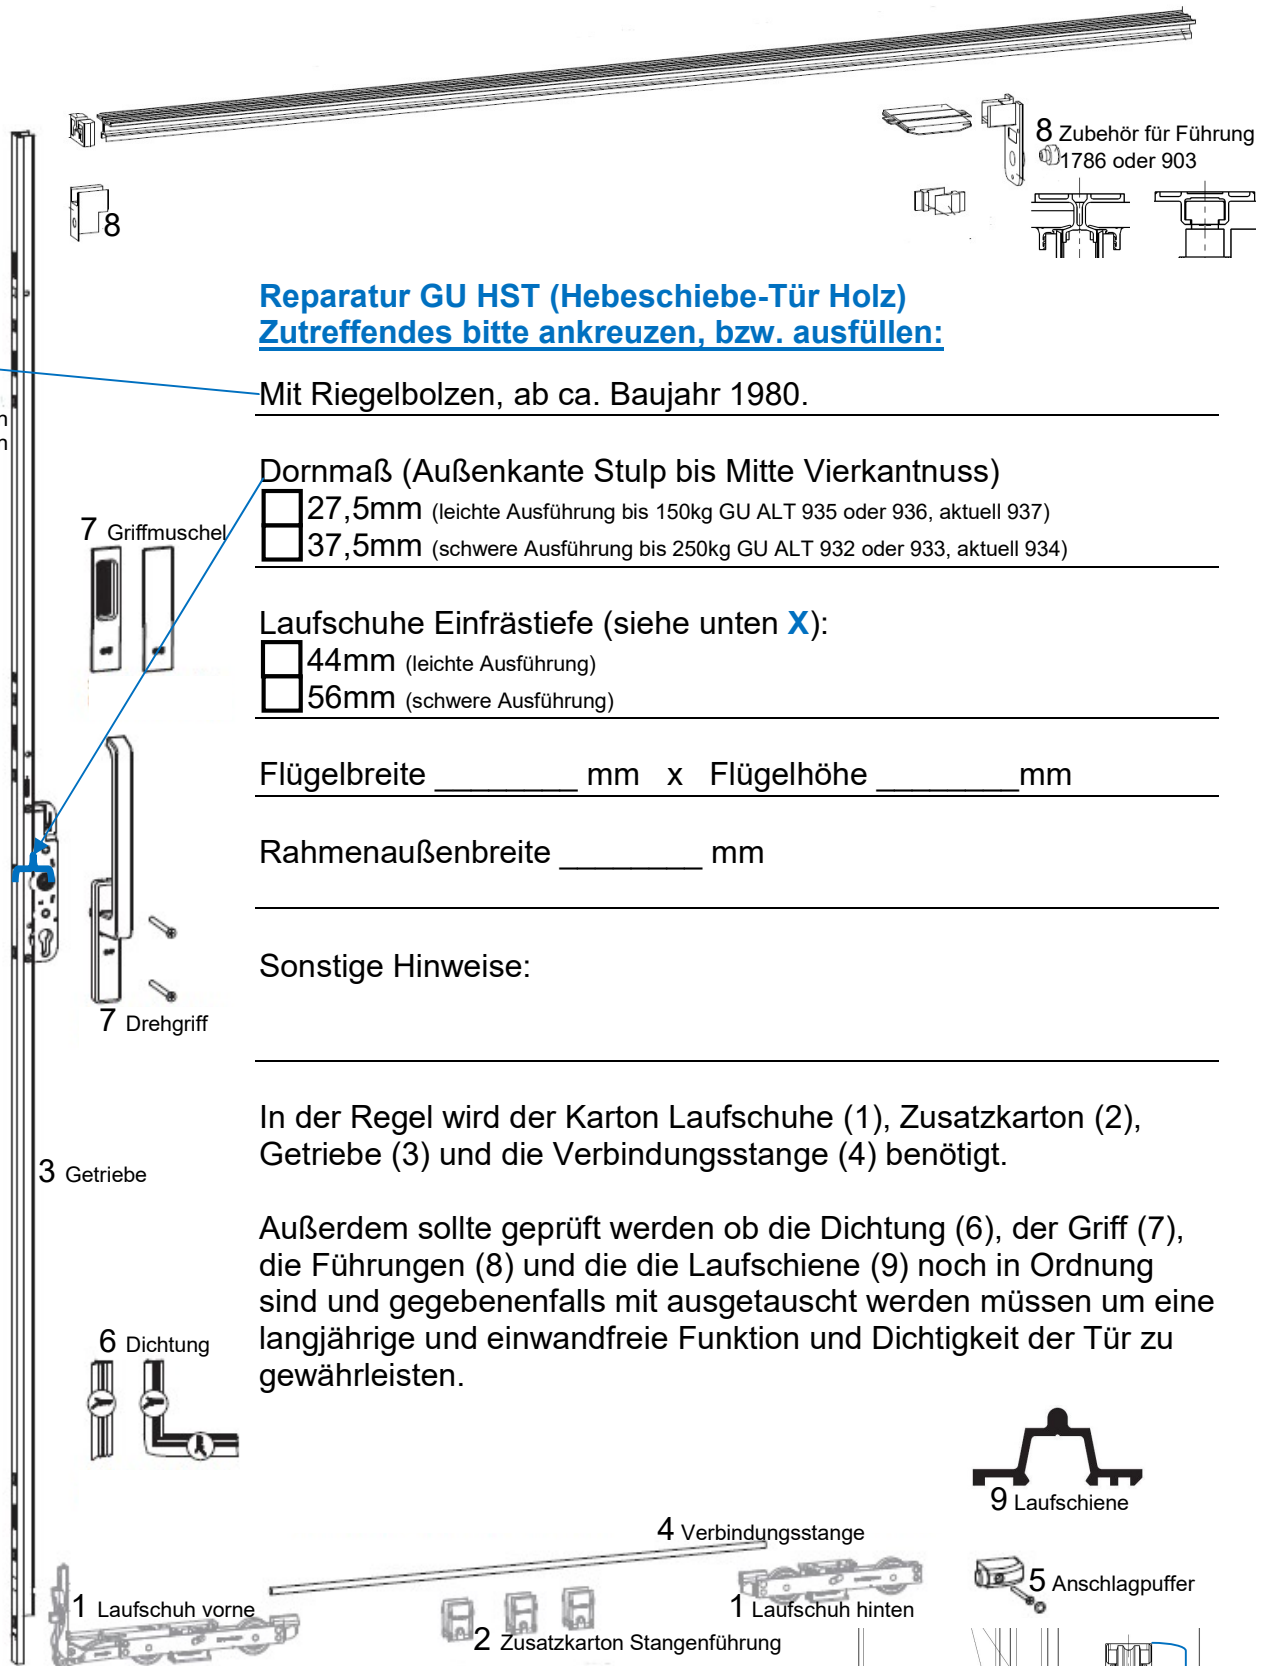 8 Zubehör für Führung
1786 oder 903
8
Reparatur GU HST (Hebeschiebe-Tür Holz)
Zutreffendes bitte ankreuzen, bzw. ausfüllen:
Mit Riegelbolzen, ab ca. Baujahr 1980.
Dornmaß (Außenkante Stulp bis Mitte Vierkantnuss)
27,5mm (leichte Ausführung bis 150kg GU ALT 935 oder 936, aktuell 937)
37,5mm (schwere Ausführung bis 250kg GU ALT 932 oder 933, aktuell 934)
7 Griffmuschel
Laufschuhe Einfrästiefe (siehe unten X):
44mm (leichte Ausführung)
56mm (schwere Ausführung)
Flügelbreite ________ mm x Flügelhöhe ________mm
Rahmenaußenbreite ________ mm
Sonstige Hinweise:
7 Drehgriff
In der Regel wird der Karton Laufschuhe (1), Zusatzkarton (2),
Getriebe (3) und die Verbindungsstange (4) benötigt.
3 Getriebe
Außerdem sollte geprüft werden ob die Dichtung (6), der Griff (7),
die Führungen (8) und die die Laufschiene (9) noch in Ordnung
sind und gegebenenfalls mit ausgetauscht werden müssen um eine
langjährige und einwandfreie Funktion und Dichtigkeit der Tür zu
gewährleisten.
6 Dichtung
9 Laufschiene
4 Verbindungsstange
5 Anschlagpuffer
1 Laufschuh vorne
1 Laufschuh hinten
2 Zusatzkarton Stangenführung